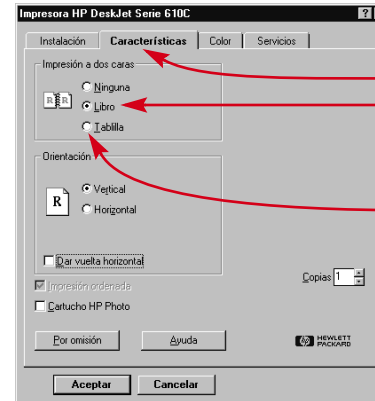 Impresora HP DeskJet Serie 610C
Instalación Características Color Servicios
Impresión a dos caras
Ninguna
Libro
Tablilla
Orientación
R
Vertical
Horizontal
Dar vuelta horizontal
Copias 1
Impresión ordenada
Cartucho HP Photo
Por omisión Ayuda
HEWLETT
PACKARD
Aceptar Cancelar